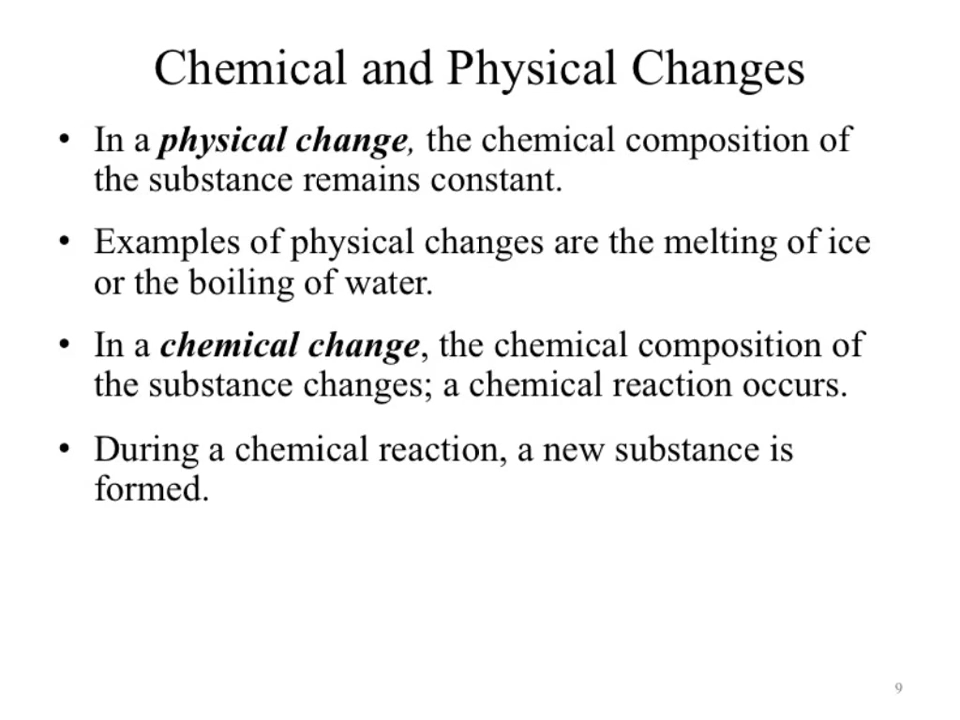 Chemical and Physical Changes
• In a physical change, the chemical composition of
the substance remains constant.
• Examples of physical changes are the melting of ice
or the boiling of water.
• In a chemical change, the chemical composition of
the substance changes; a chemical reaction occurs.
• During a chemical reaction, a new substance is
formed.
9